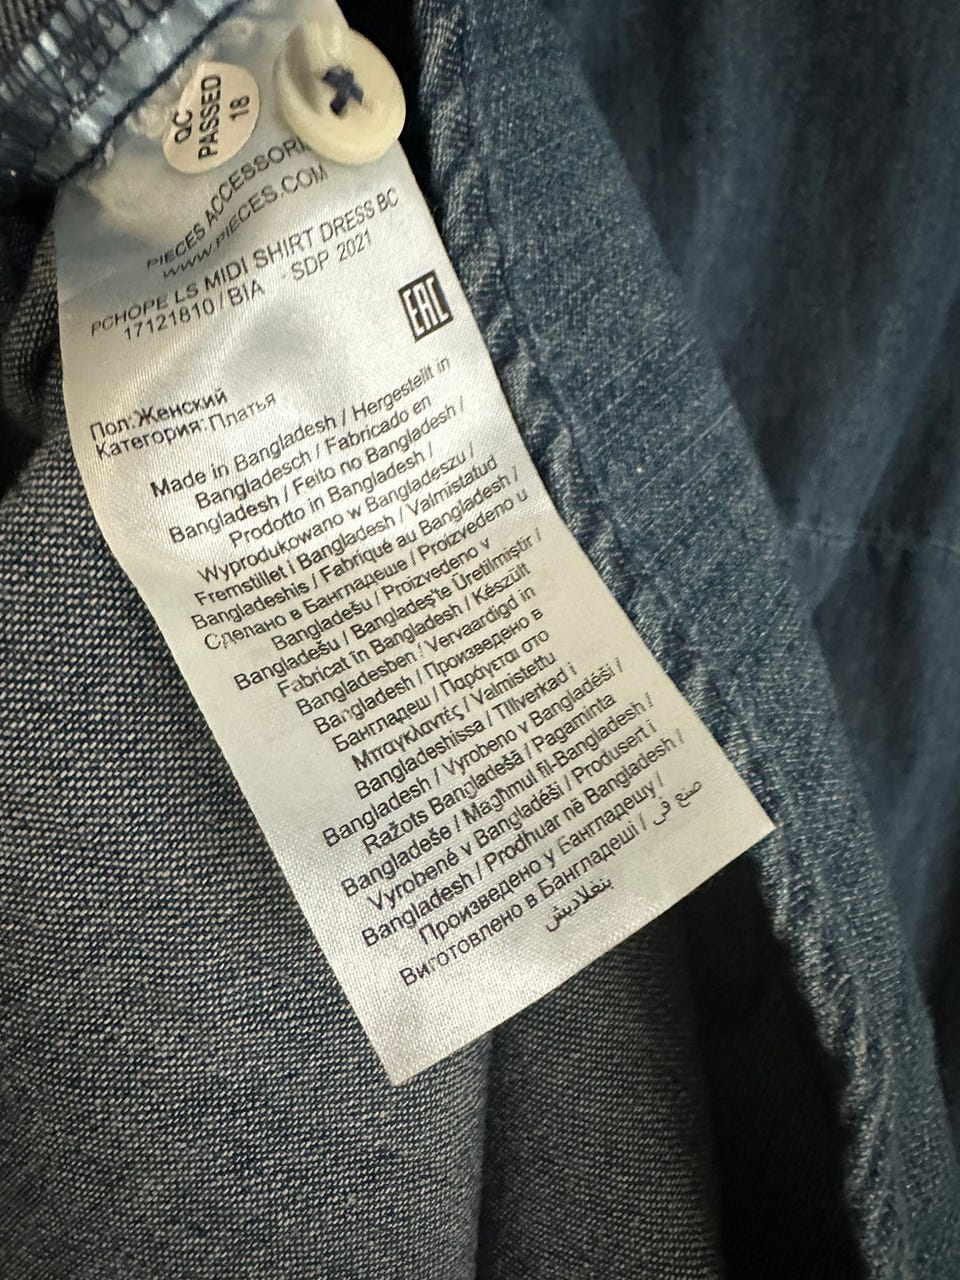 QC
PASSED
18
PIECES
WWW.PIECES.COM
PCHOPE LS MIDI SHIRT DRESS BC
17121810 / BIA - SDP 2021
EAC
Пол:Женский
Категория:Платья
Made in Bangladesh / Hergestellt in
Bangladesch / Fabricado en
Bangladesh / Feito no Bangladesh /
Prodotto in Bangladesh /
Wyprodukowano w Bangladeszu /
Fremstillet i Bangladesh / Valmistatud
Bangladeshis / Fabriqué au Bangladesh /
Сделано в Бангладеше / Proizvedeno u
Bangladešu / Proizvedeno v
Bangladešu / Bangladeş'te Üretilmiştir /
Fabricat in Bangladesh / Készült
Bangladesben / Vervaardigd in
Bangladesh / Произведено в
Бангладеш / Παράγεται στο
Μπαγκλαντές / Valmistettu
Bangladeshissa / Tillverkad i
Bangladesh / Vyrobeno v Bangladéši /
Ražots Bangladešā / Pagaminta
Bangladeše / Magħmul fil-Bangladesh /
Vyrobené v Bangladéši / Produsert i
Bangladesh / Prodhuar në Bangladesh /
Произведено у Бангладешу /
Виготовлено в Бангладеші / صنع في
بنغلاديش